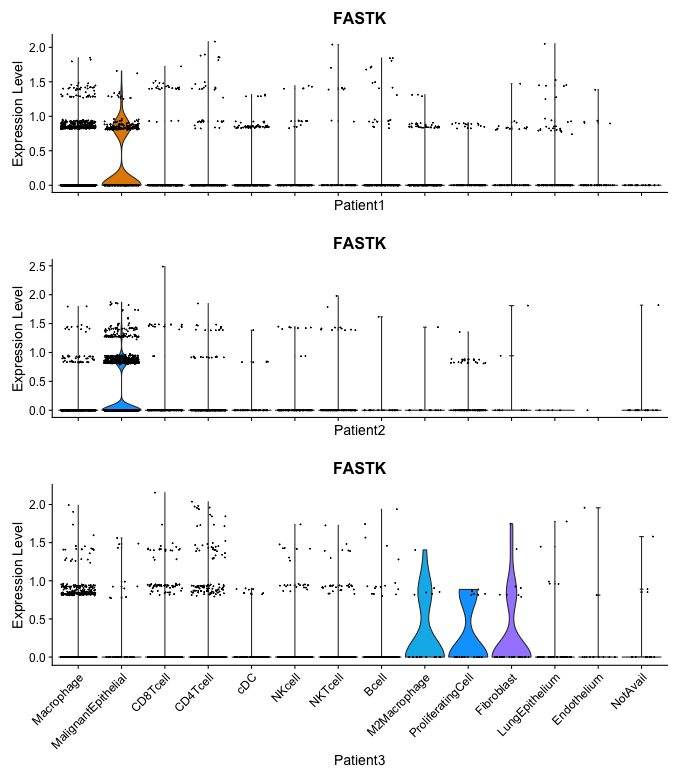 FASTK
Expression Level
2.0
1.5
1.0
0.5
0.0
Patient1
FASTK
Expression Level
2.5
2.0
1.5
1.0
0.5
0.0
Patient2
FASTK
Expression Level
2.0
1.5
1.0
0.5
0.0
Macrophage
MalignantEpithelial
CD8Tcell
CD4Tcell
cDC
NKcell
NKTcell
Bcell
M2Macrophage
ProliferatingCell
Fibroblast
LungEpithelium
Endothelium
NotAvail
Patient3